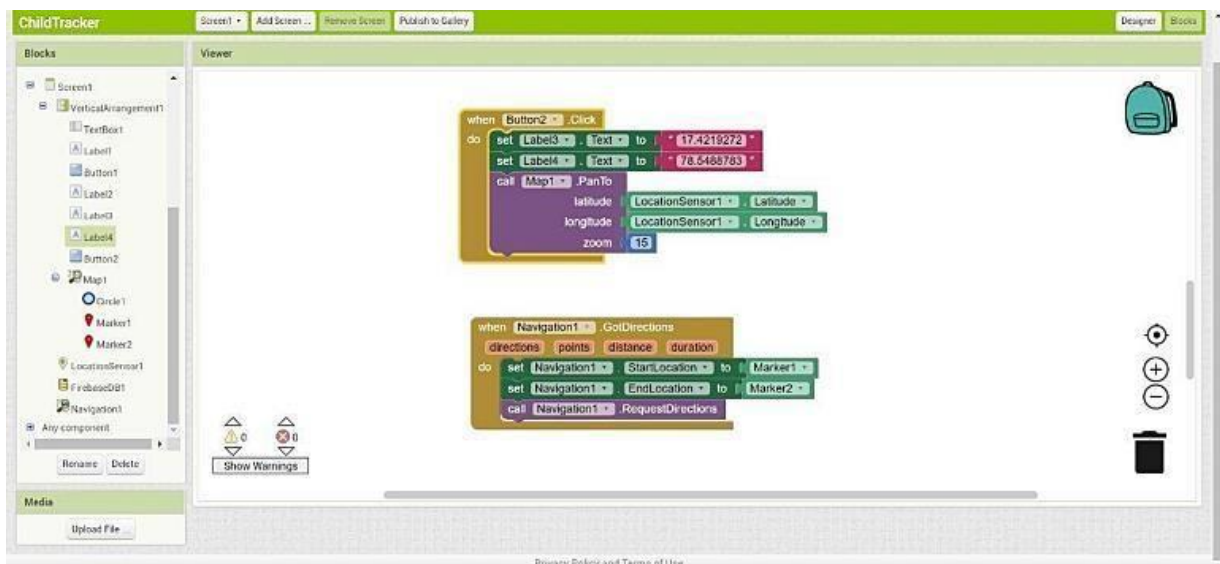 ChildTracker
Screen1 Add Screen ... Remove Screen Publish to Gallery
Designer Blocks
Blocks
Viewer
Screen1
VerticalArrangement1
TextBox1
Label1
Button1
Label2
Label3
Label4
Button2
Map1
Circle1
Marker1
Marker2
LocationSensor1
FirebaseDB1
Navigation1
Any component
Rename Delete
Media
Upload File ...
when Button2 .Click
do set Label3 . Text to " 17.4219272 "
set Label4 . Text to " 78.5488783 "
call Map1 .PanTo
latitude LocationSensor1 . Latitude
longitude LocationSensor1 . Longitude
zoom 15
when Navigation1 .GotDirections
directions points distance duration
do set Navigation1 . StartLocation to Marker1
set Navigation1 . EndLocation to Marker2
call Navigation1 .RequestDirections
0 0
Show Warnings
Privacy Policy and Terms of Use